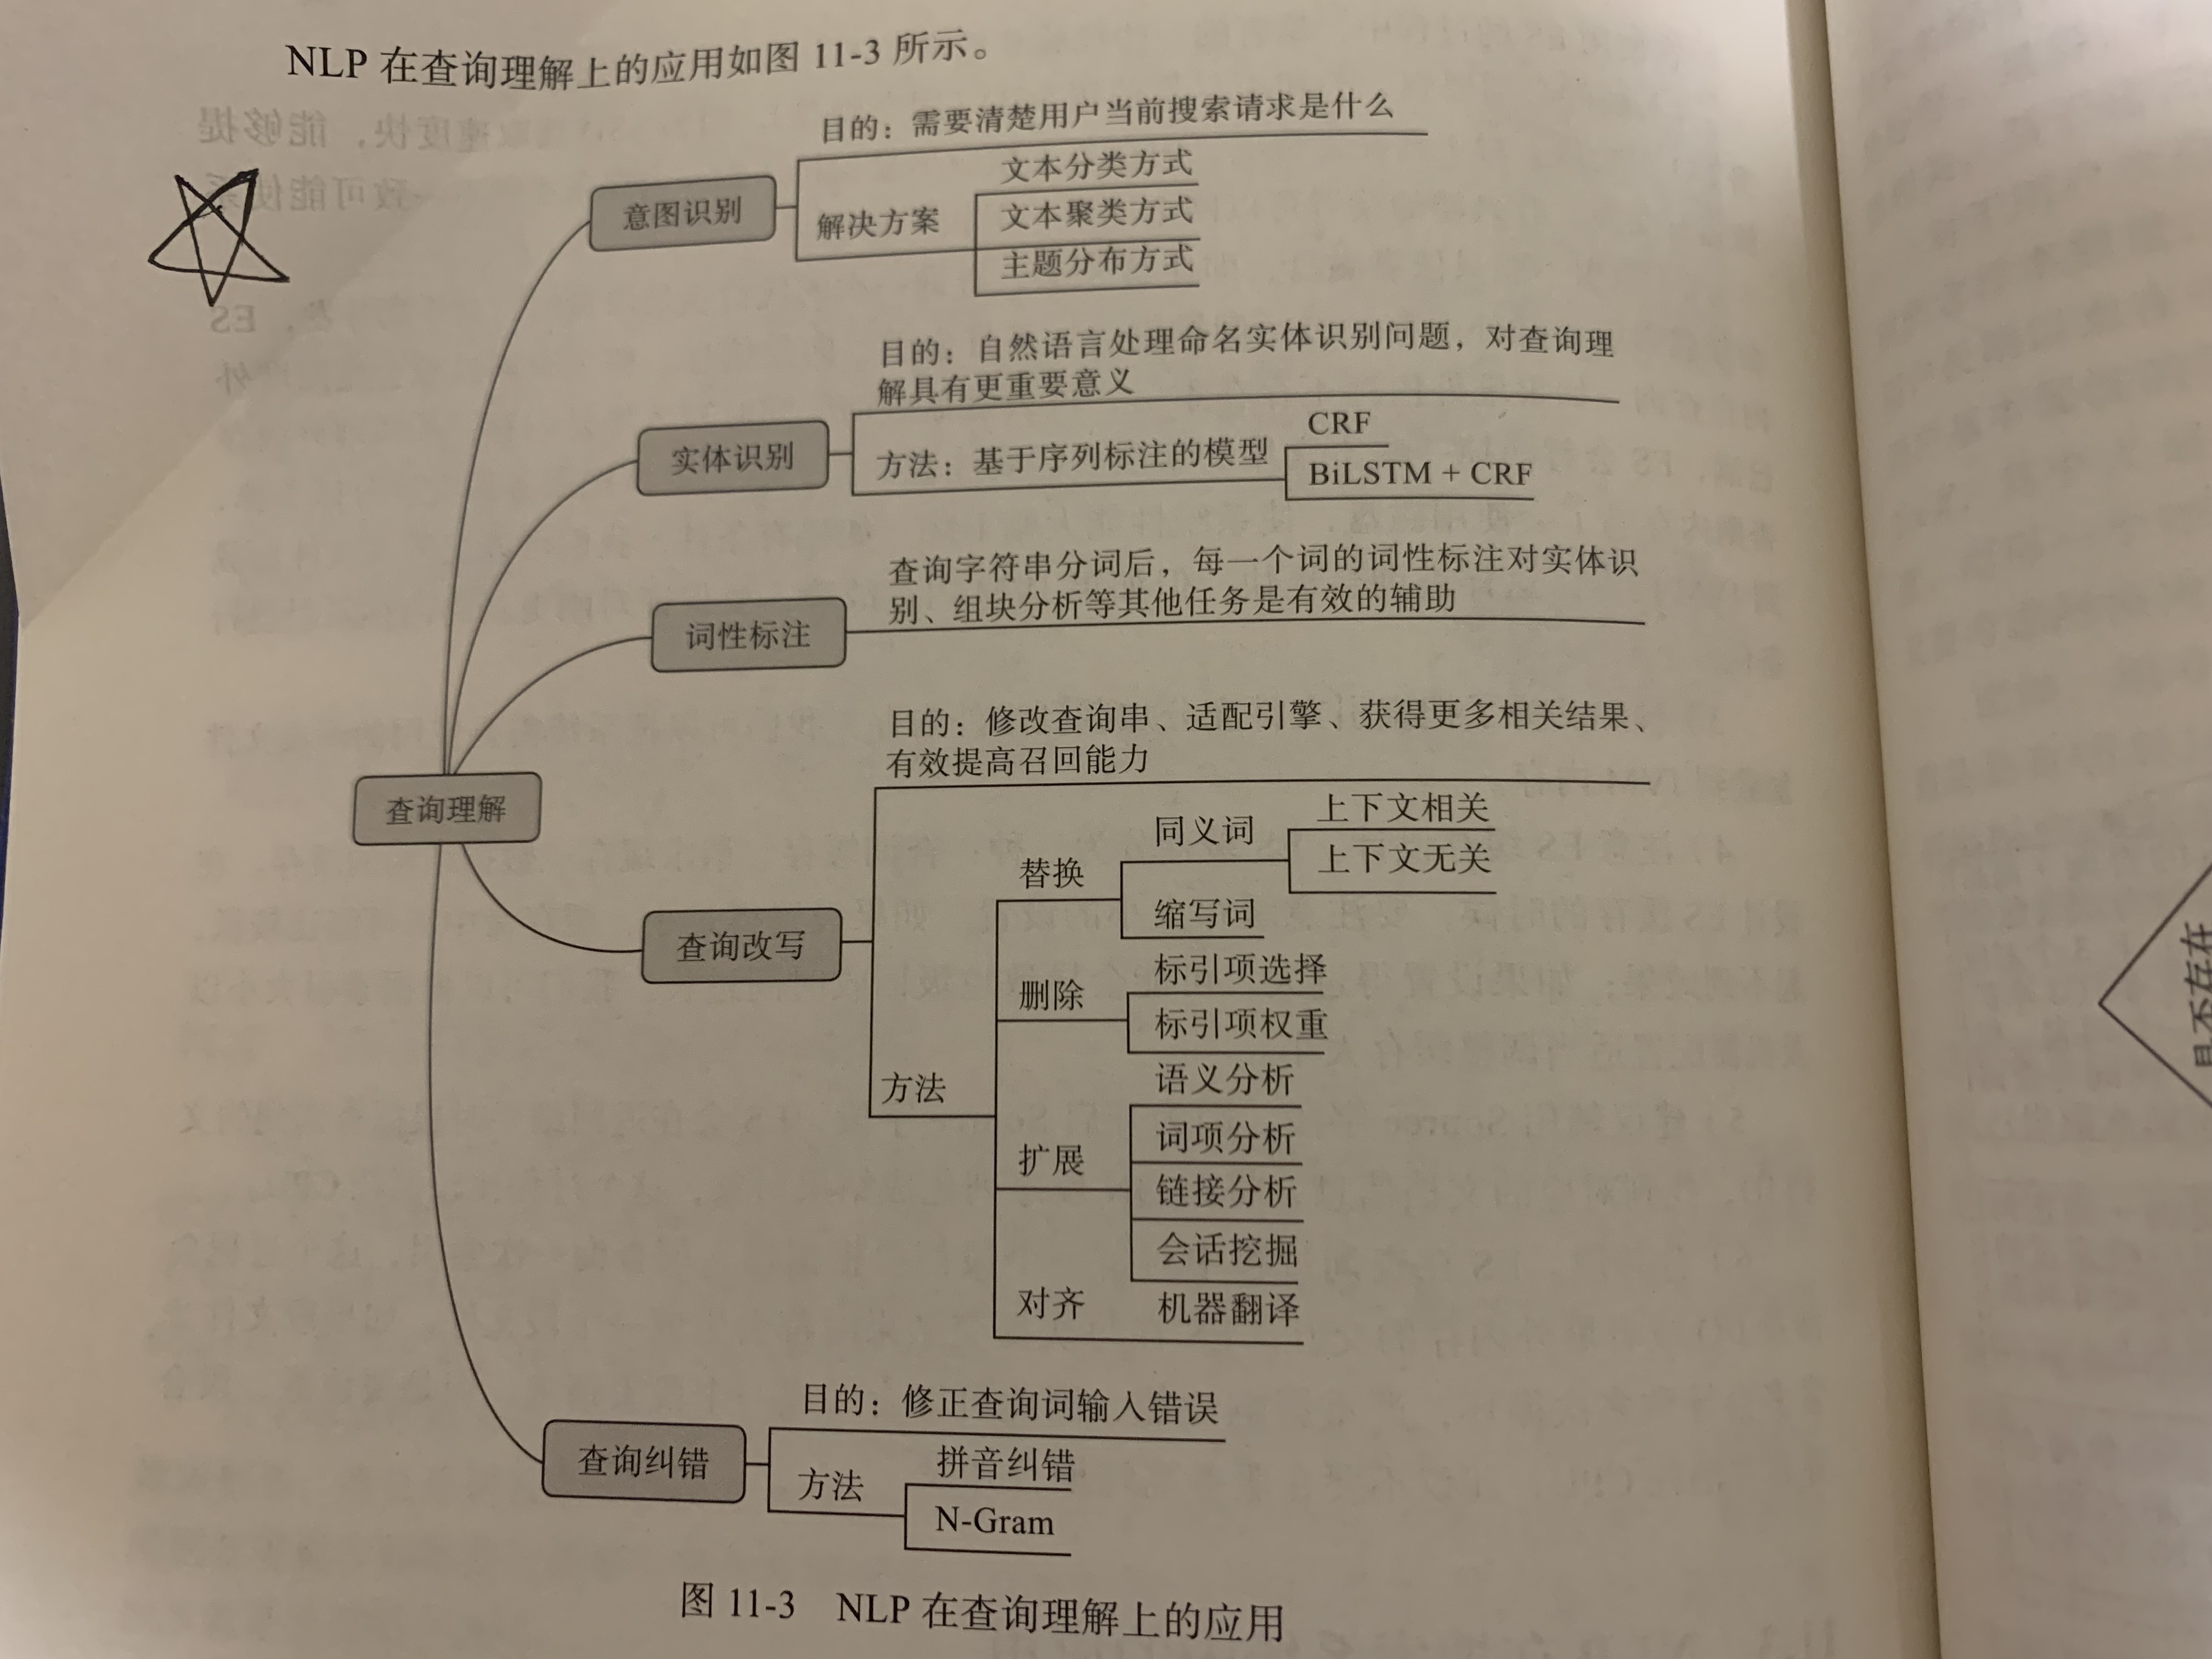 NLP 在查询理解上的应用如图 11-3 所示。
目的：需要清楚用户当前搜索请求是什么
意图识别
解决方案
文本分类方式
文本聚类方式
主题分布方式
目的：自然语言处理命名实体识别问题，对查询理
解具有更重要意义
实体识别
方法：基于序列标注的模型
CRF
BiLSTM + CRF
查询字符串分词后，每一个词的词性标注对实体识
别、组块分析等其他任务是有效的辅助
词性标注
查询理解
目的：修改查询串、适配引擎、获得更多相关结果、
有效提高召回能力
查询改写
方法
替换
同义词
上下文相关
上下文无关
缩写词
删除
标引项选择
标引项权重
扩展
语义分析
词项分析
链接分析
会话挖掘
对齐
机器翻译
目的：修正查询词输入错误
查询纠错
方法
拼音纠错
N-Gram
图 11-3 NLP 在查询理解上的应用
是否存在